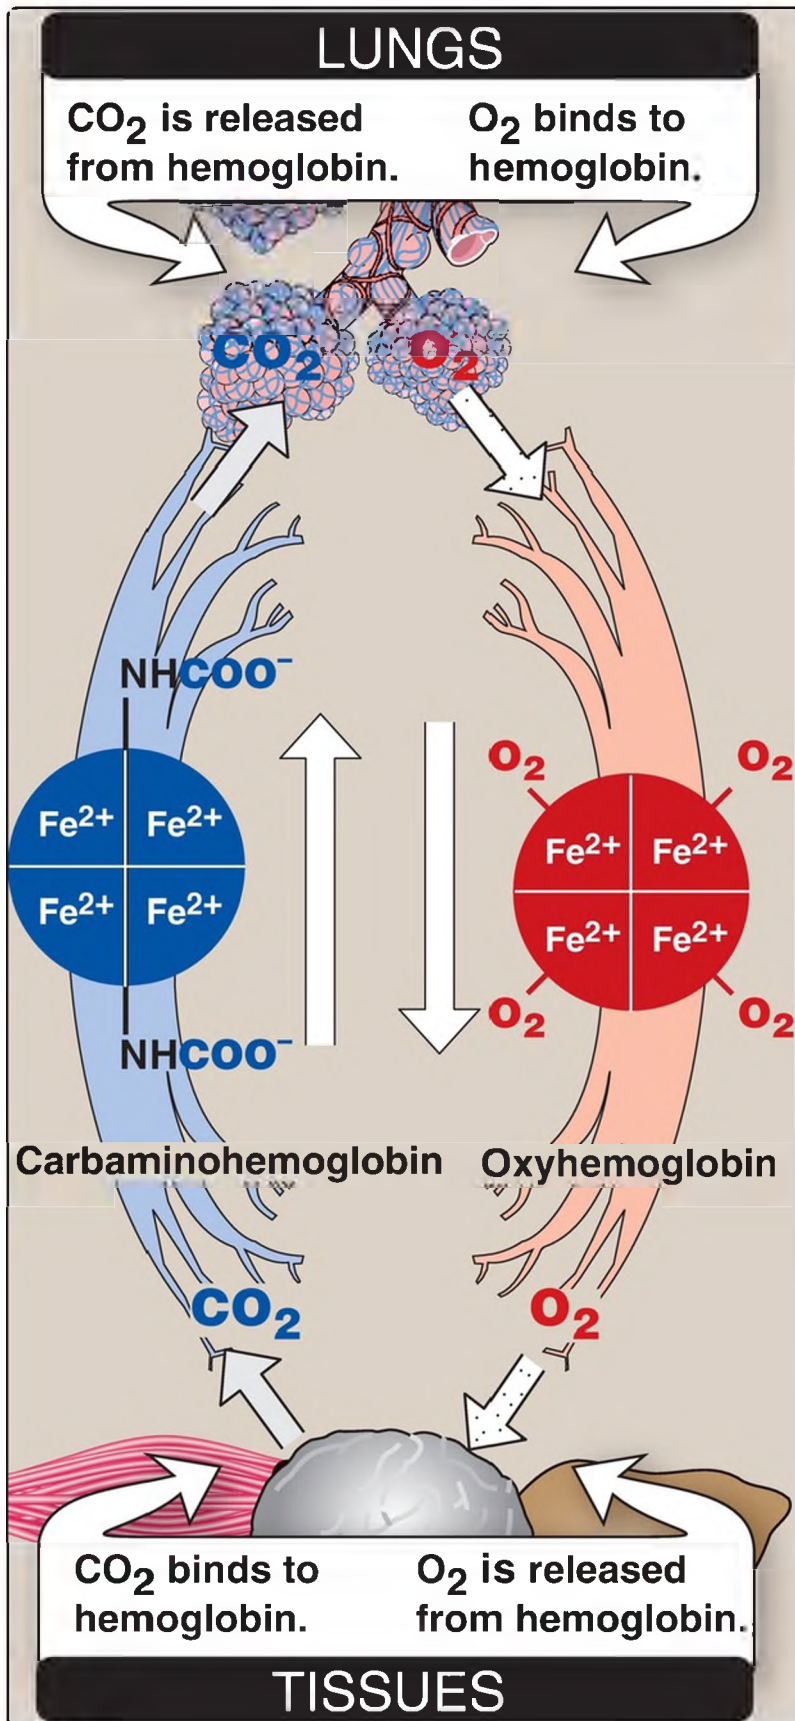 LUNGS
CO2 is released
from hemoglobin.
O2 binds to
hemoglobin.
CO2
O2
NHCOO−
O2
O2
Fe2+ Fe2+
Fe2+ Fe2+
Fe2+ Fe2+
Fe2+ Fe2+
O2
O2
NHCOO−
Carbaminohemoglobin
Oxyhemoglobin
CO2
O2
CO2 binds to
hemoglobin.
O2 is released
from hemoglobin.
TISSUES